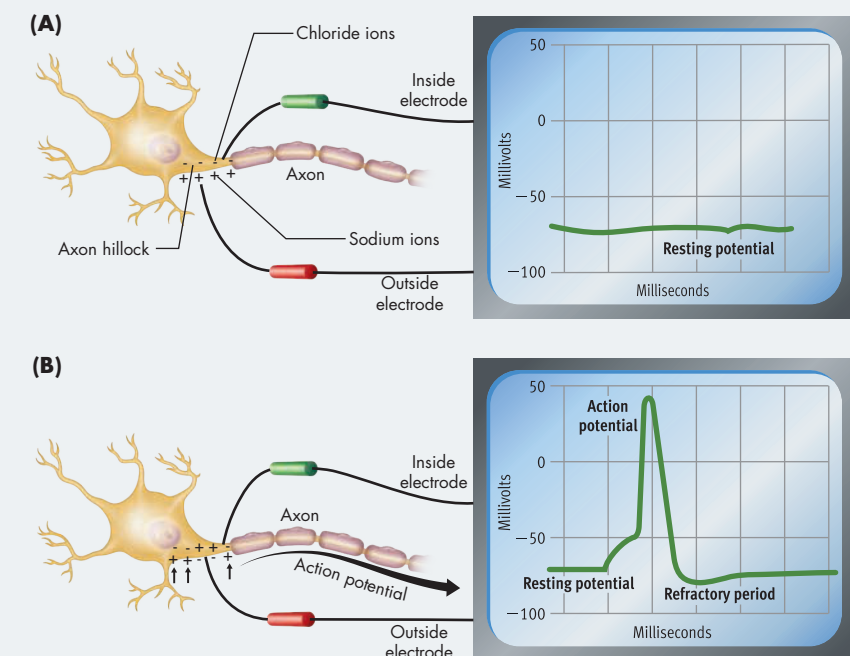 (A)
Chloride ions
Inside
electrode
Axon
Axon hillock
Sodium ions
Outside
electrode
50
0
−50
−100
Millivolts
Resting potential
Milliseconds
(B)
Inside
electrode
Axon
Action potential
Outside
electrode
50
0
−50
−100
Millivolts
Action
potential
Resting potential
Refractory period
Milliseconds